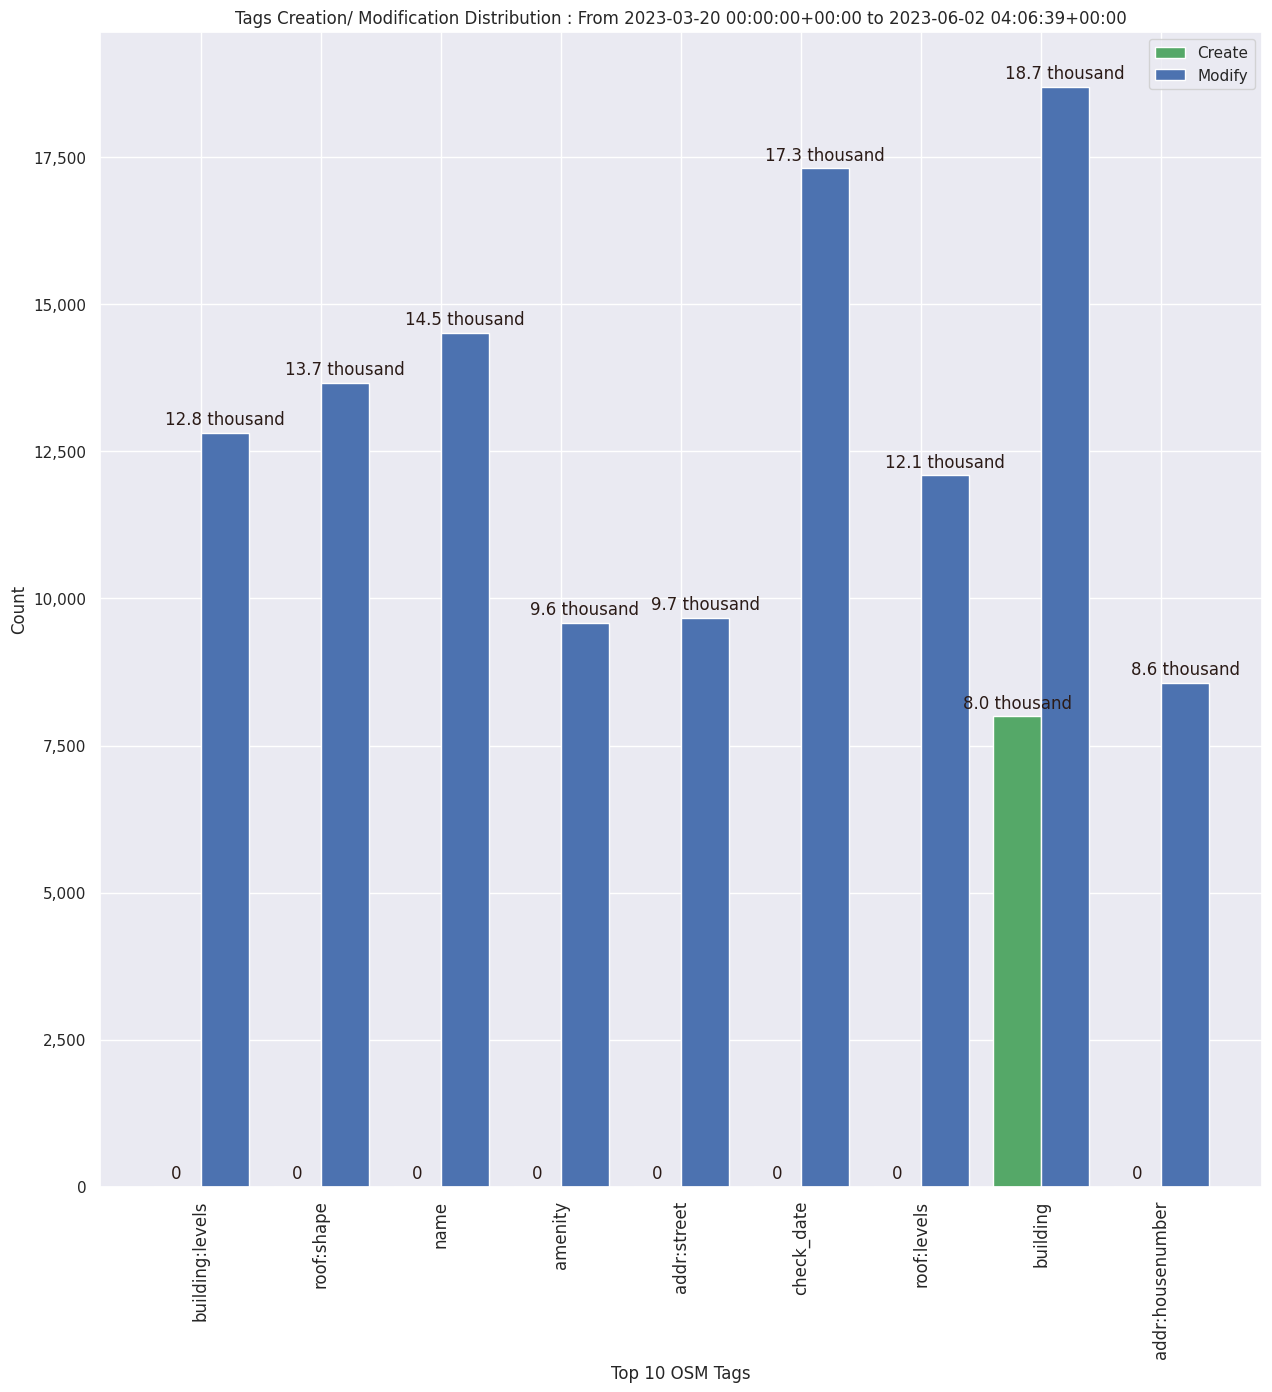 Tags Creation/ Modification Distribution : From 2023-03-20 00:00:00+00:00 to 2023-06-02 04:06:39+00:00
Create
Modify
18.7 thousand
17.3 thousand
14.5 thousand
13.7 thousand
12.8 thousand
12.1 thousand
9.6 thousand
9.7 thousand
8.6 thousand
8.0 thousand
0
0
0
0
0
0
0
0
17,500
15,000
12,500
10,000
7,500
5,000
2,500
0
Count
building:levels
roof:shape
name
amenity
addr:street
check_date
roof:levels
building
addr:housenumber
Top 10 OSM Tags